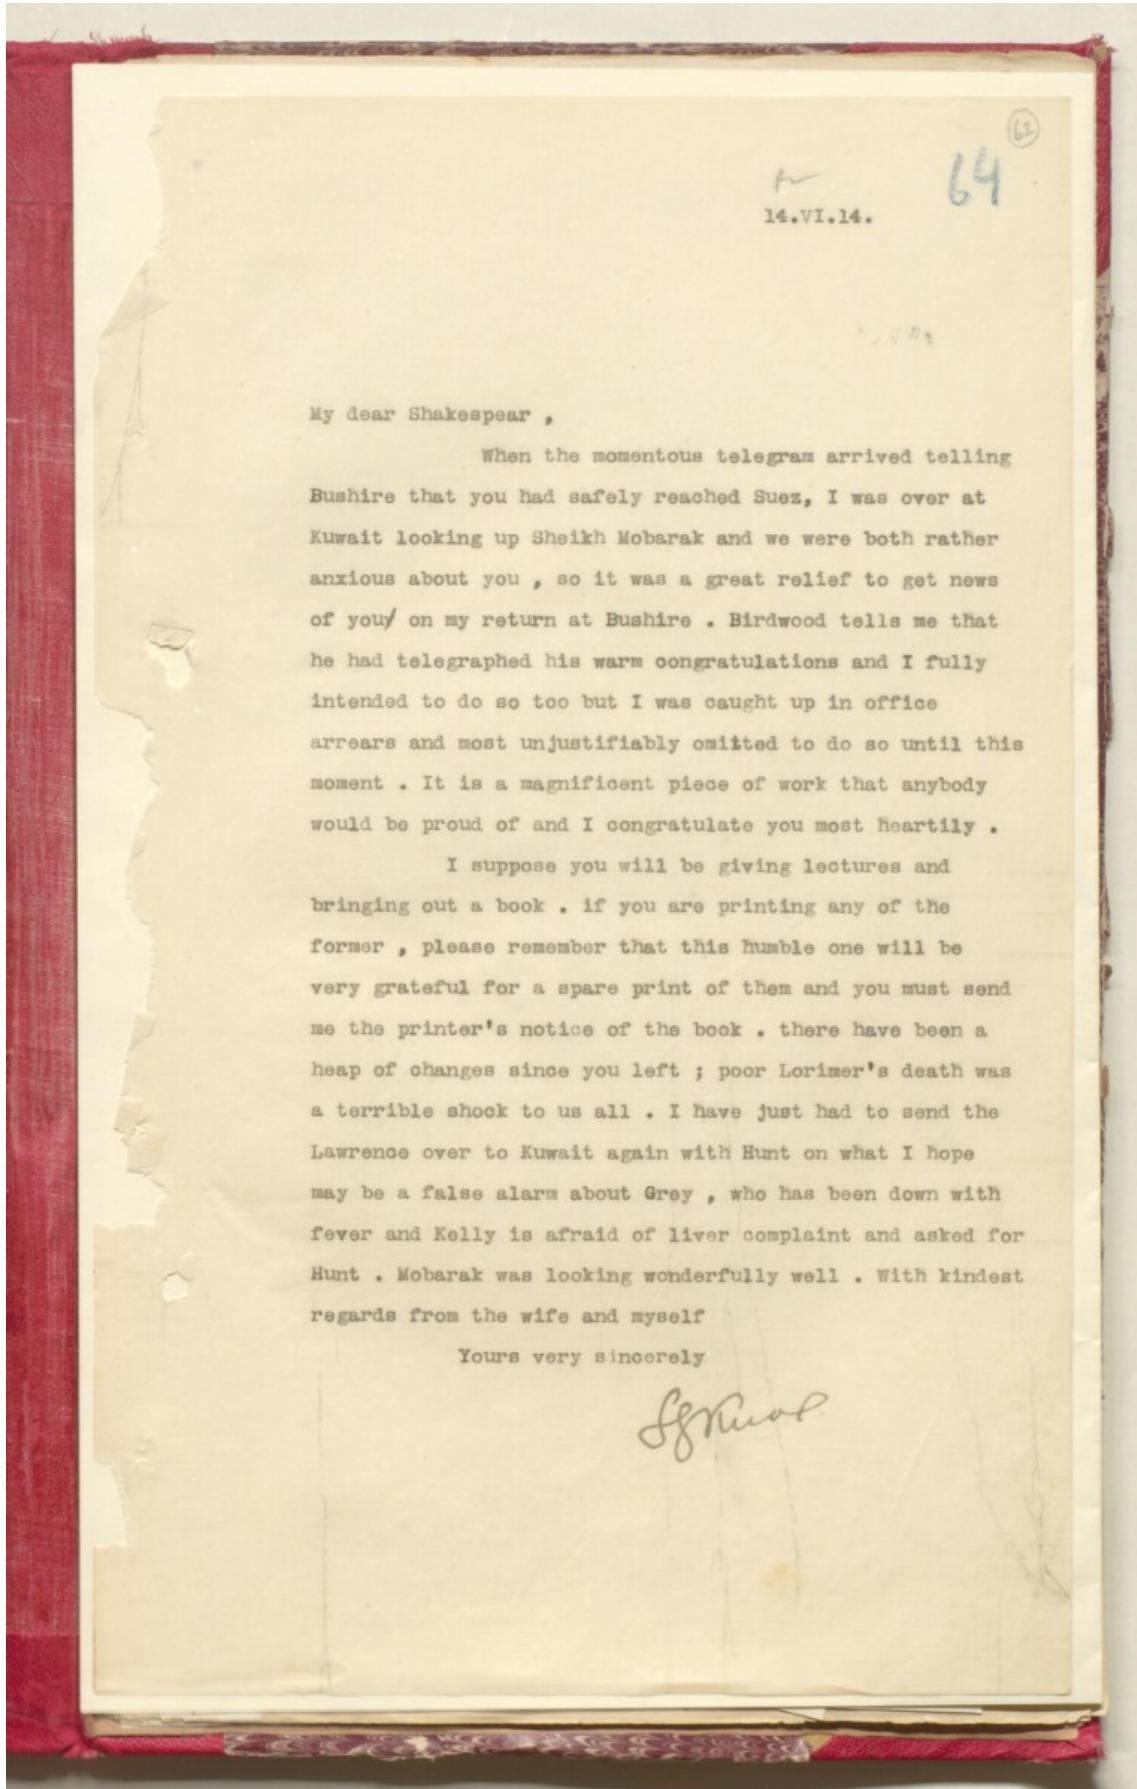 62
64
14.VI.14.
My dear Shakespear ,
When the momentous telegram arrived telling
Bushire that you had safely reached Suez, I was over at
Kuwait looking up Sheikh Mobarak and we were both rather
anxious about you , so it was a great relief to get news
of you/ on my return at Bushire . Birdwood tells me that
he had telegraphed his warm congratulations and I fully
intended to do so too but I was caught up in office
arrears and most unjustifiably omitted to do so until this
moment . It is a magnificent piece of work that anybody
would be proud of and I congratulate you most heartily .
I suppose you will be giving lectures and
bringing out a book . if you are printing any of the
former , please remember that this humble one will be
very grateful for a spare print of them and you must send
me the printer's notice of the book . there have been a
heap of changes since you left ; poor Lorimer's death was
a terrible shock to us all . I have just had to send the
Lawrence over to Kuwait again with Hunt on what I hope
may be a false alarm about Grey , who has been down with
fever and Kelly is afraid of liver complaint and asked for
Hunt . Mobarak was looking wonderfully well . With kindest
regards from the wife and myself
Yours very sincerely
SGKnox